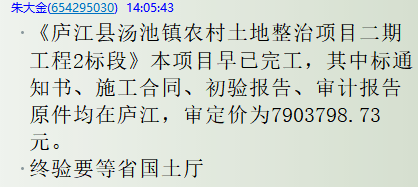 朱大金(654295030) 14:05:43
·《庐江县汤池镇农村土地整治项目二期
工程2标段》本项目早已完工，其中标通
知书、施工合同、初验报告、审计报告
原件均在庐江，审定价为7903798.73
元。
·终验要等省国土厅